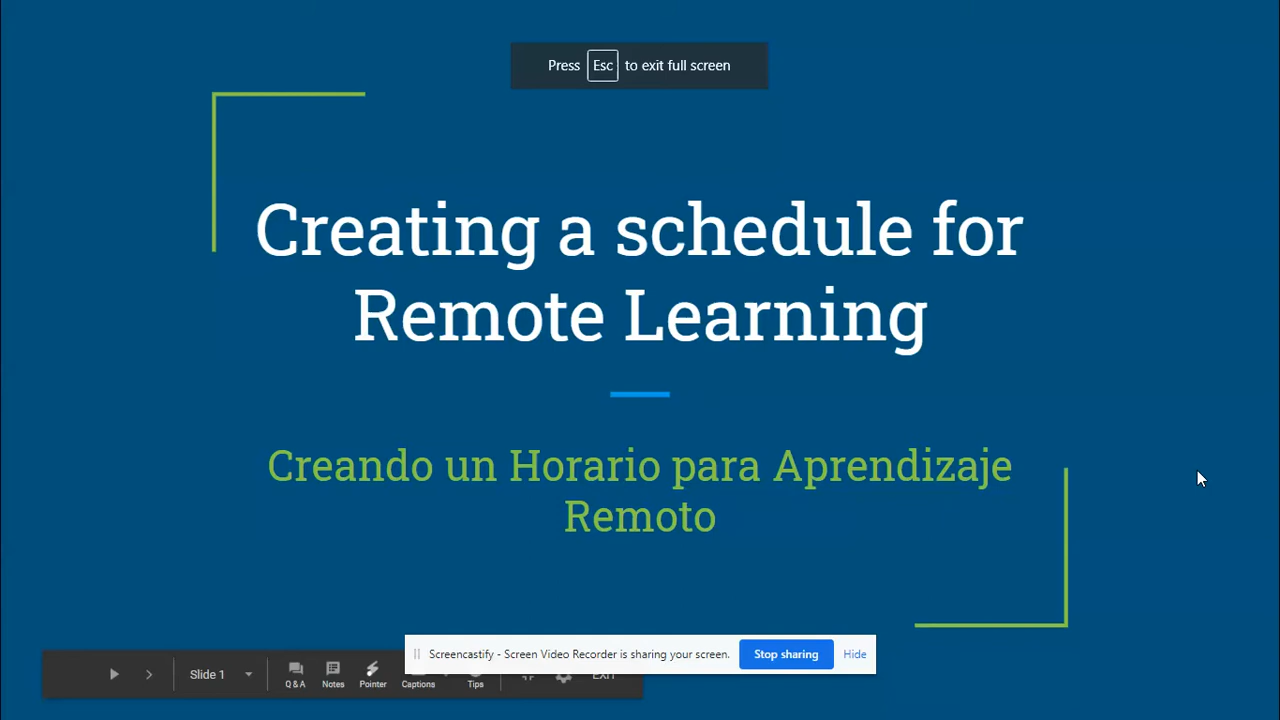 Press Esc to exit full screen
Creating a schedule for
Remote Learning
Creando un Horario para Aprendizaje
Remoto
Screencastify - Screen Video Recorder is sharing your screen. Stop sharing Hide
Slide 1 Q & A Notes Pointer Captions Tips EXIT